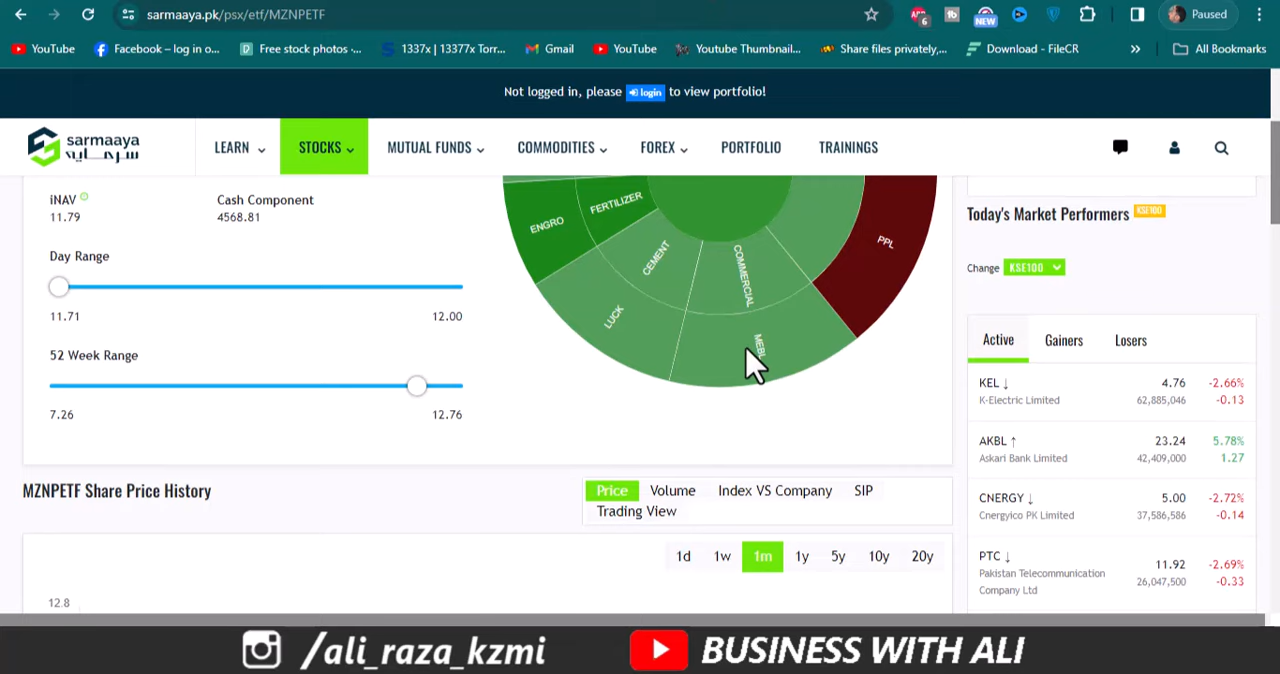 sarmaaya.pk/psx/etf/MZNPETF
6
NEW
Paused
YouTube
Facebook – log in o...
Free stock photos ·...
1337x | 13377x Torr...
Gmail
YouTube
Youtube Thumbnail...
Share files privately,...
Download - FileCR
»
All Bookmarks
Not logged in, please login to view portfolio!
sarmaaya
سرمایہ
LEARN
STOCKS
MUTUAL FUNDS
COMMODITIES
FOREX
PORTFOLIO
TRAININGS
iNAV
11.79
Cash Component
4568.81
Day Range
11.71
12.00
52 Week Range
7.26
12.76
FERTILIZER
ENGRO
CEMENT
LUCK
COMMERCIAL
MEBL
PPL
Today's Market Performers KSE100
Change KSE100
Active
Gainers
Losers
KEL ↓ 4.76 -2.66%
K-Electric Limited 62,885,046 -0.13
AKBL ↑ 23.24 5.78%
Askari Bank Limited 42,409,000 1.27
CNERGY ↓ 5.00 -2.72%
Cnergyico PK Limited 37,586,586 -0.14
PTC ↓ 11.92 -2.69%
Pakistan Telecommunication Company Ltd 26,047,500 -0.33
MZNPETF Share Price History
Price Volume Index VS Company SIP
Trading View
1d 1w 1m 1y 5y 10y 20y
12.8
/ali_raza_kzmi
BUSINESS WITH ALI